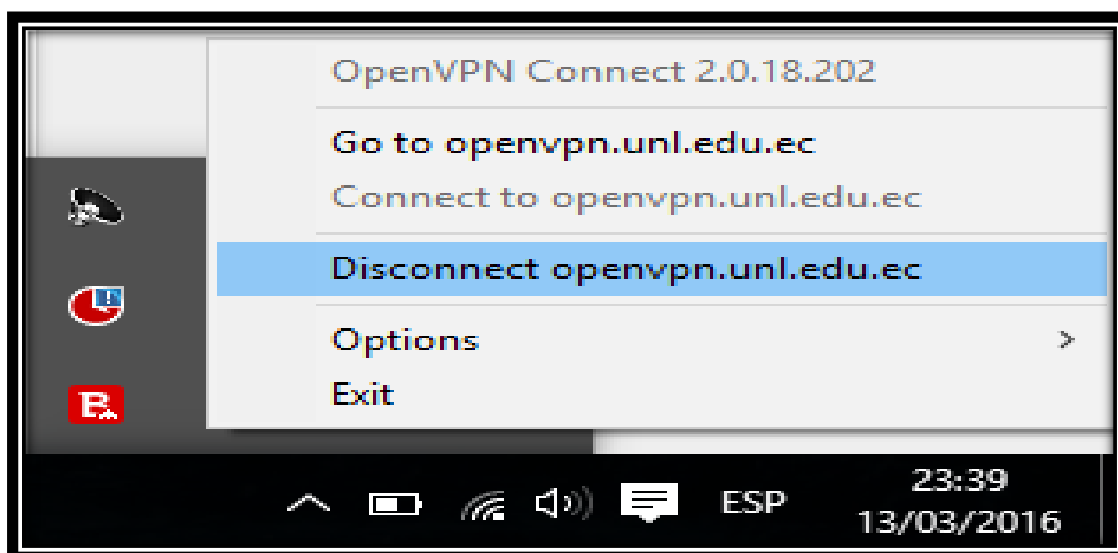 OpenVPN Connect 2.0.18.202
Go to openvpn.unl.edu.ec
Connect to openvpn.unl.edu.ec
Disconnect openvpn.unl.edu.ec
Options
Exit
B
ESP
23:39
13/03/2016